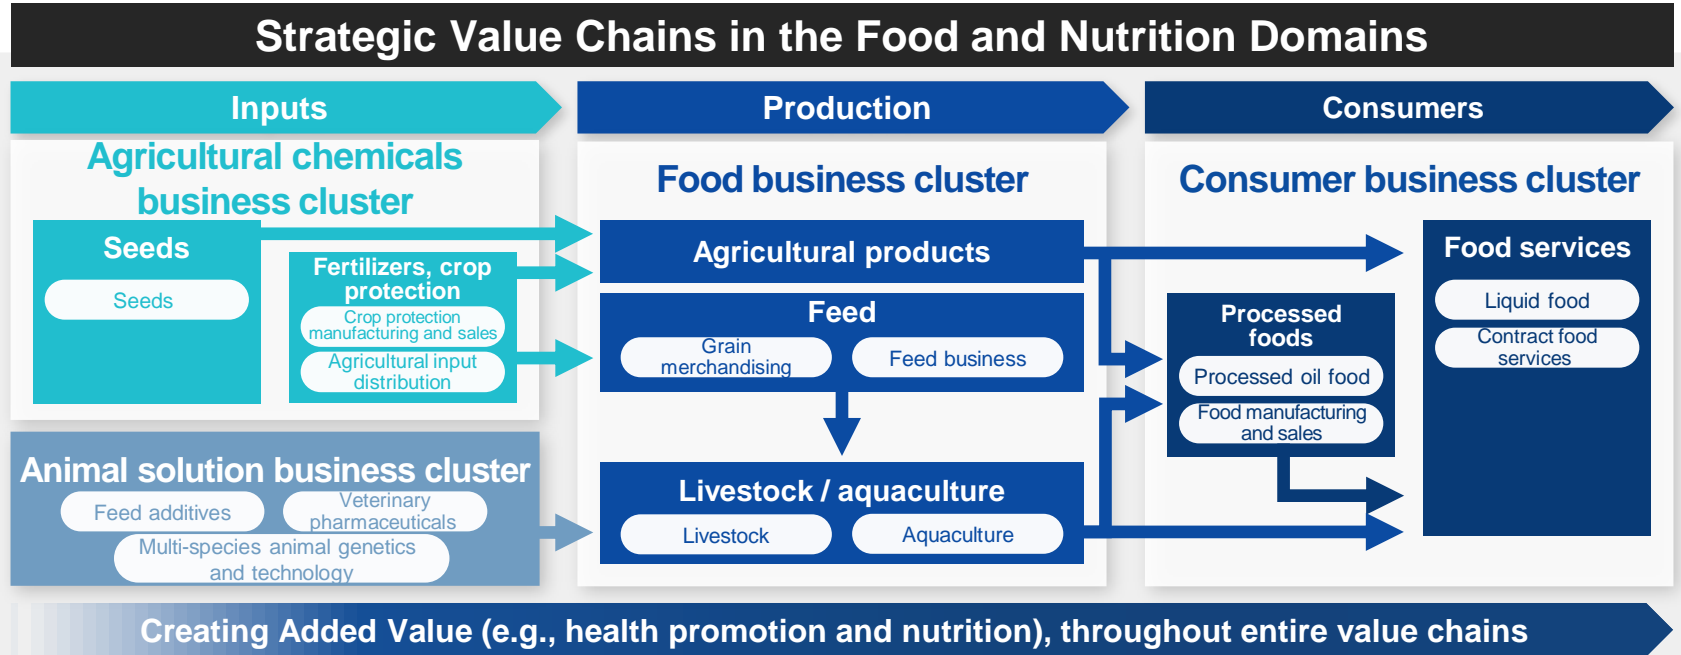 Strategic Value Chains in the Food and Nutrition Domains
Inputs
Production
Consumers
Agricultural chemicals
business cluster
Seeds
Seeds
Fertilizers, crop
protection
Crop protection
manufacturing and sales
Agricultural input
distribution
Animal solution business cluster
Feed additives
Veterinary
pharmaceuticals
Multi-species animal genetics
and technology
Food business cluster
Agricultural products
Feed
Grain
merchandising
Feed business
Livestock / aquaculture
Livestock
Aquaculture
Consumer business cluster
Processed
foods
Processed oil food
Food manufacturing
and sales
Food services
Liquid food
Contract food
services
Creating Added Value (e.g., health promotion and nutrition), throughout entire value chains